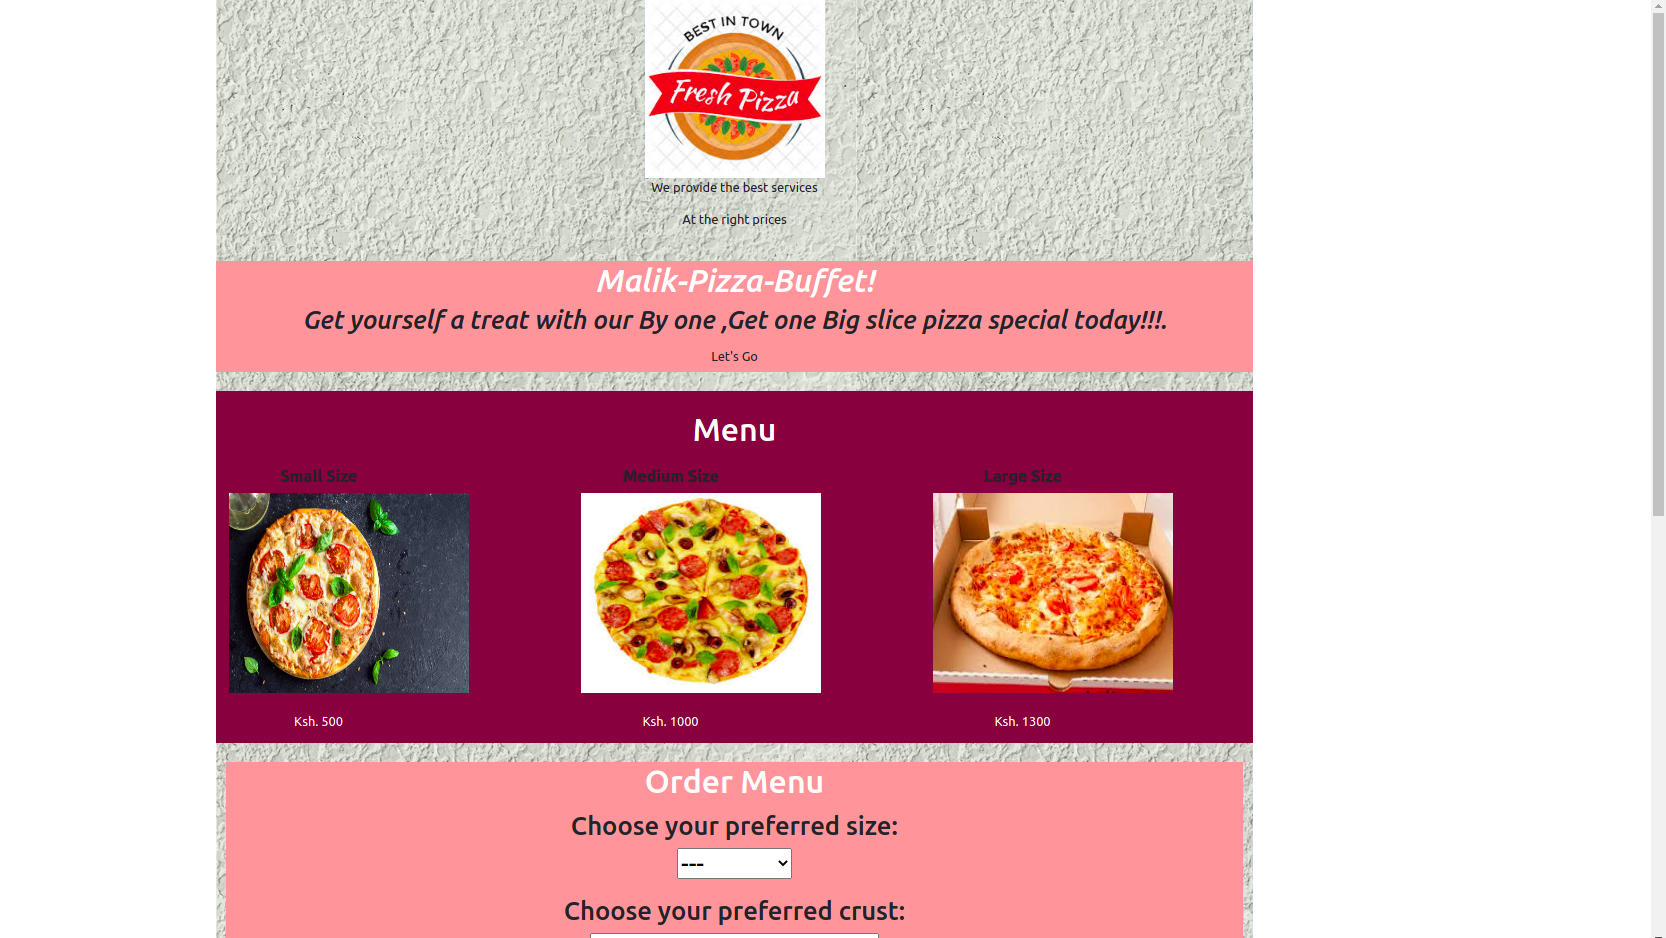 BEST IN TOWN
Fresh Pizza
We provide the best services
At the right prices
Malik-Pizza-Buffet!
Get yourself a treat with our By one ,Get one Big slice pizza special today!!!.
Let's Go
Menu
Small Size
Medium Size
Large Size
Ksh. 500
Ksh. 1000
Ksh. 1300
Order Menu
Choose your preferred size:
---
Choose your preferred crust: